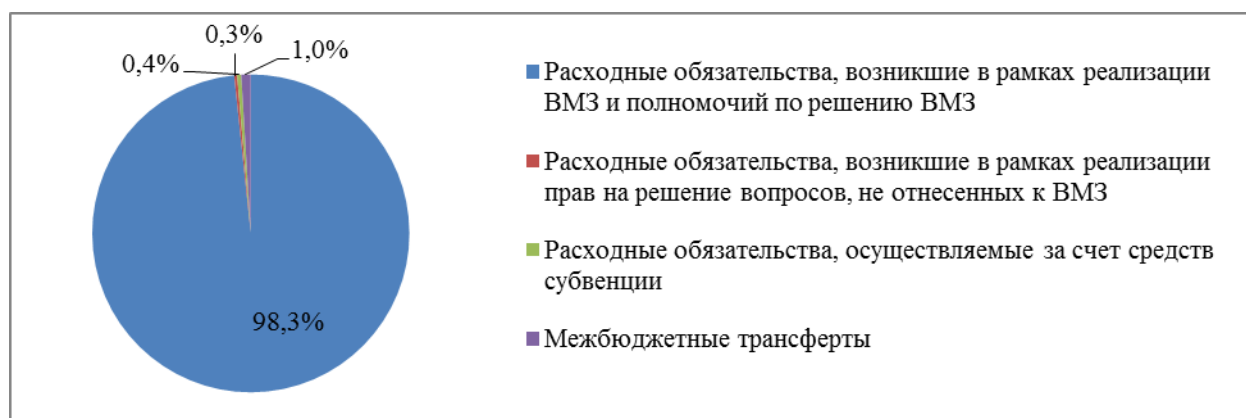 0,3%
0,4%
1,0%
98,3%
Расходные обязательства, возникшие в рамках реализации
ВМЗ и полномочий по решению ВМЗ
Расходные обязательства, возникшие в рамках реализации
прав на решение вопросов, не отнесенных к ВМЗ
Расходные обязательства, осуществляемые за счет средств
субвенции
Межбюджетные трансферты